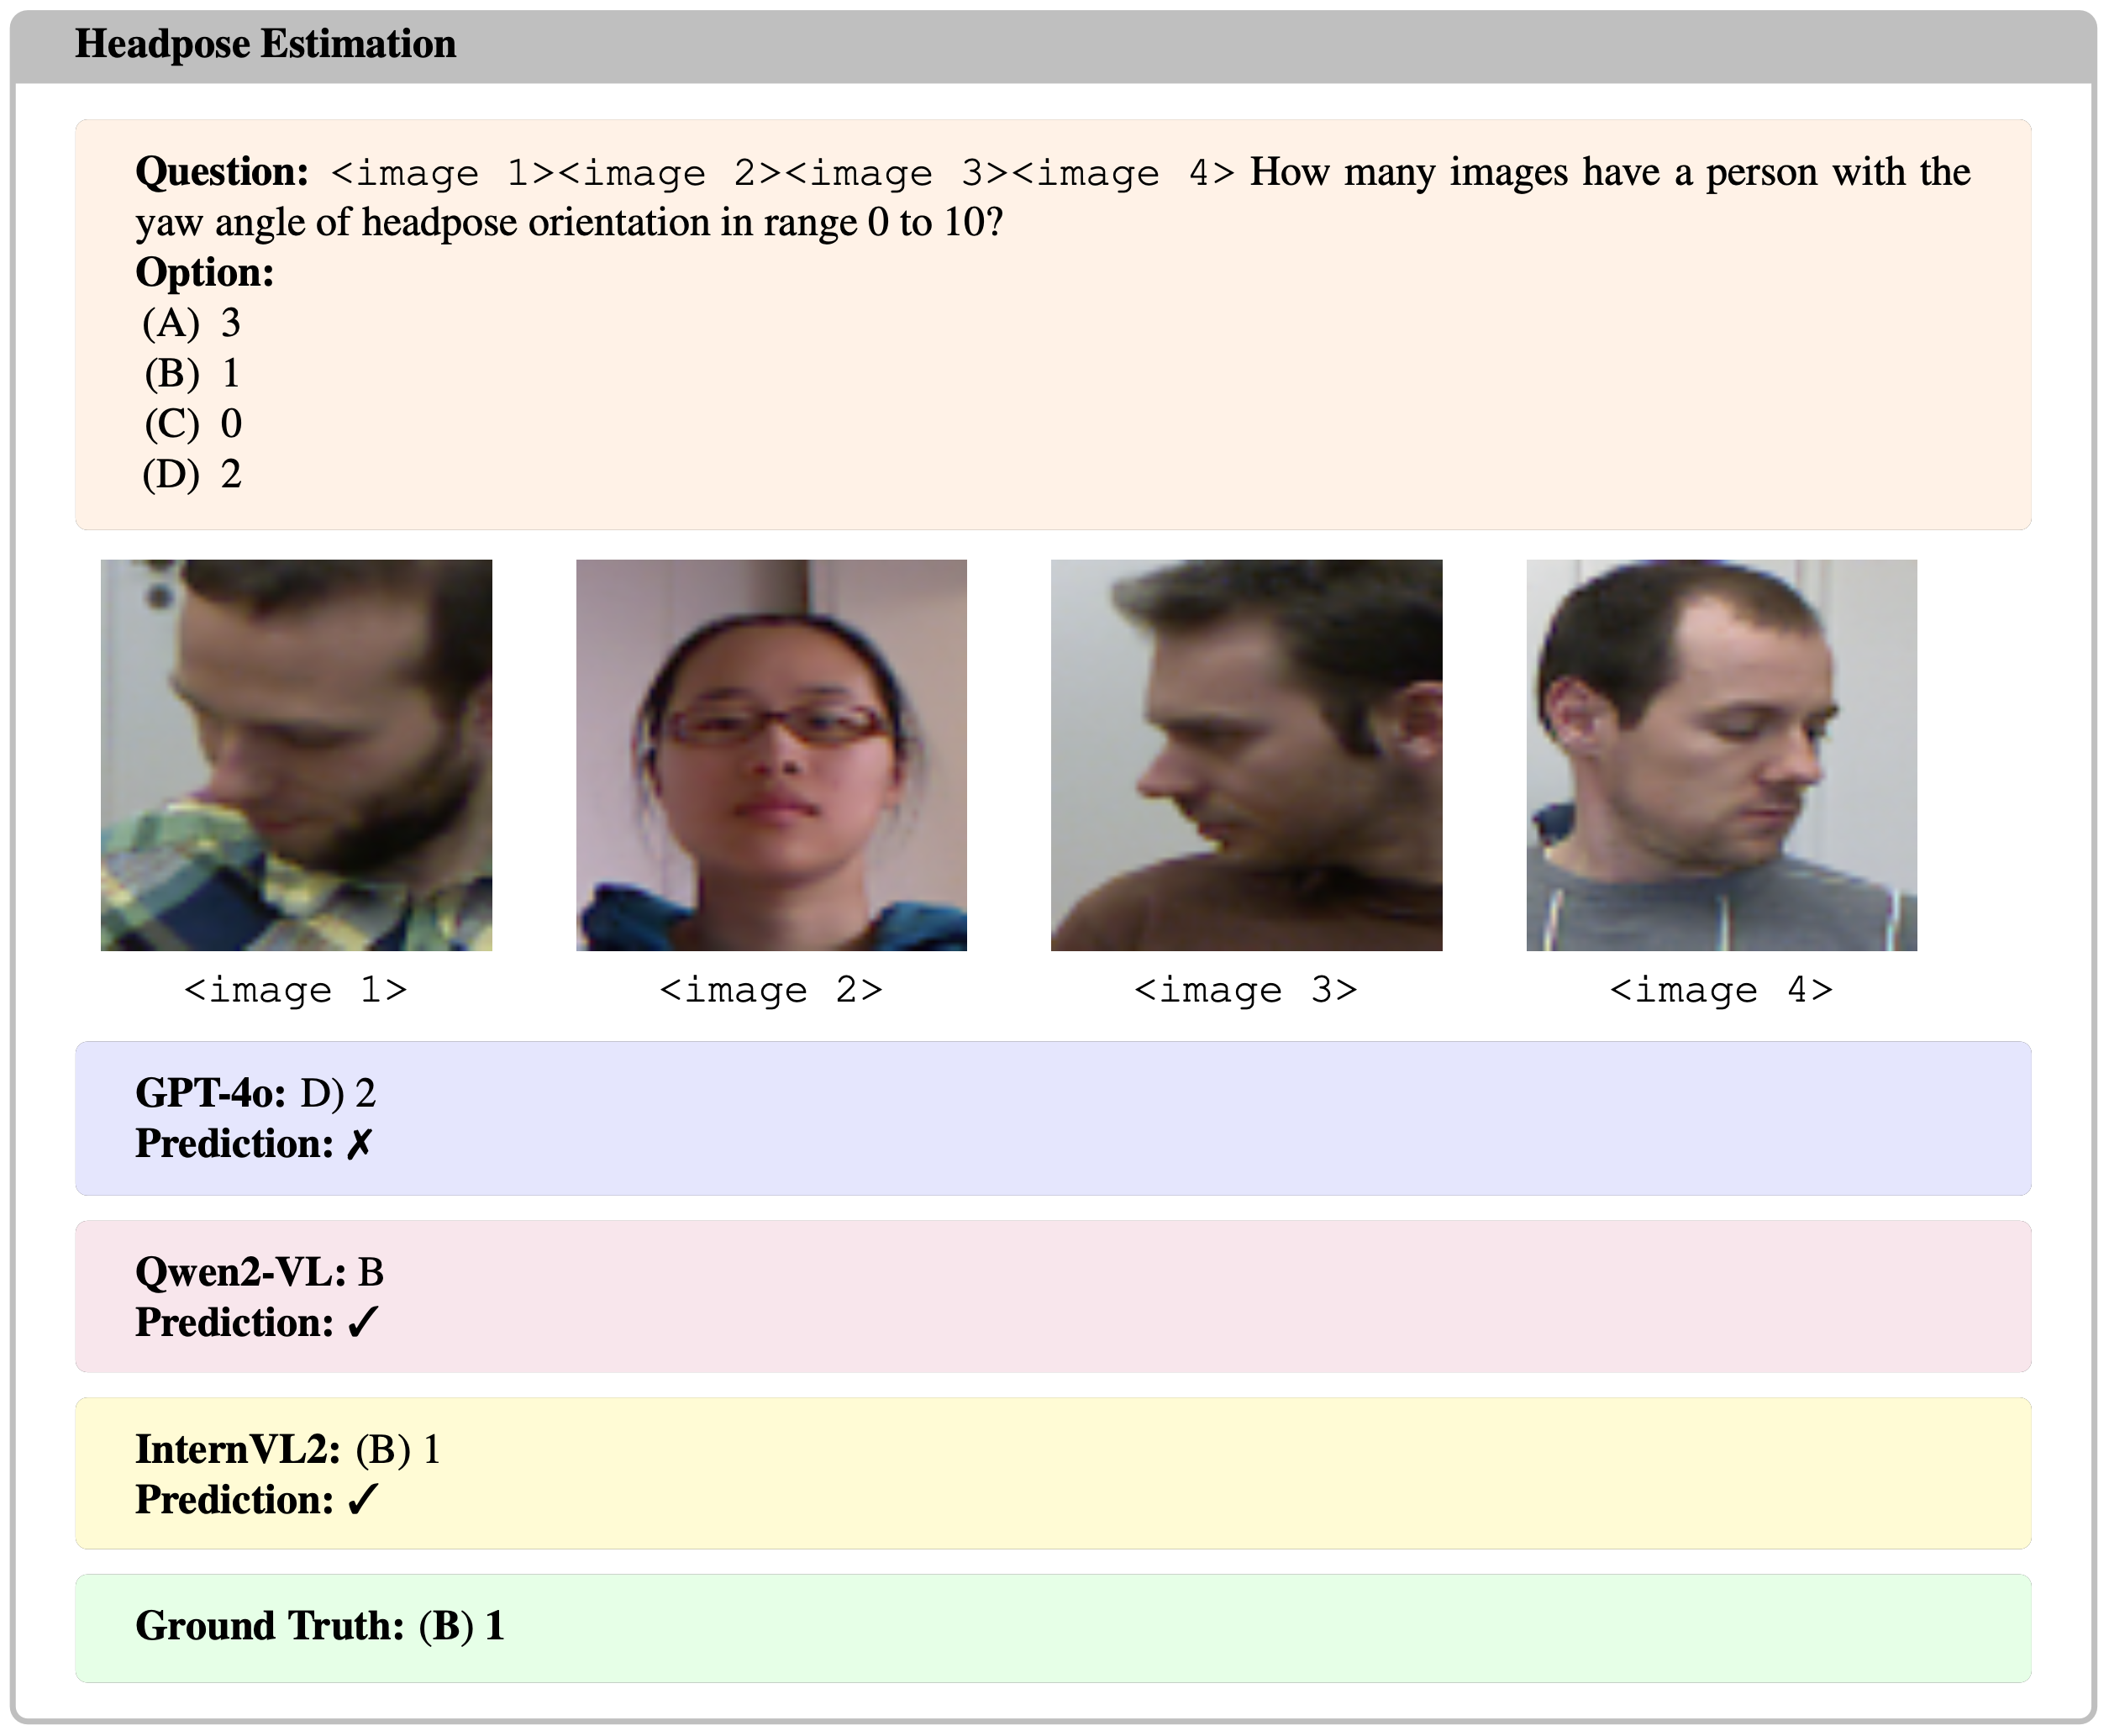 Headpose Estimation
Question: <image 1><image 2><image 3><image 4> How many images have a person with the
yaw angle of headpose orientation in range 0 to 10?
Option:
(A) 3
(B) 1
(C) 0
(D) 2
<image 1> <image 2> <image 3> <image 4>
GPT-4o: D) 2
Prediction: ✗
Qwen2-VL: B
Prediction: ✓
InternVL2: (B) 1
Prediction: ✓
Ground Truth: (B) 1